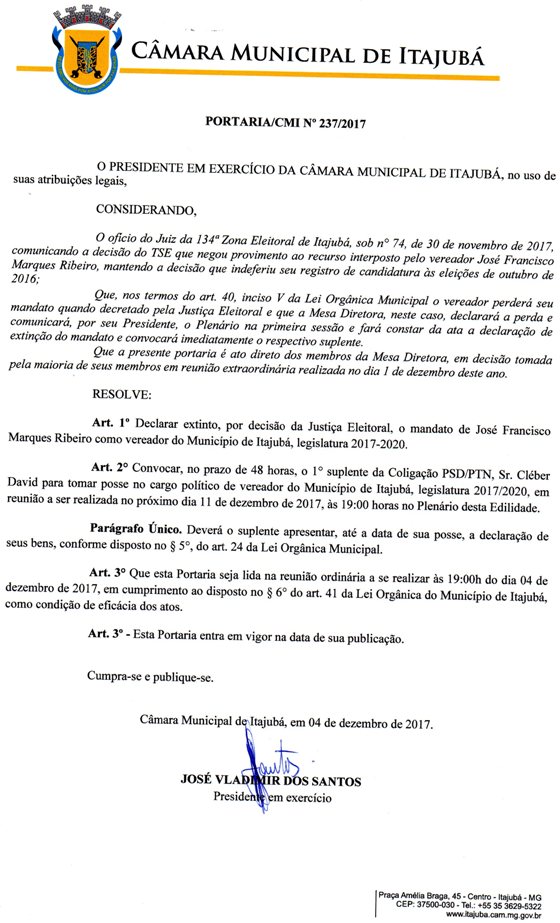 CÂMARA MUNICIPAL DE ITAJUBÁ
PORTARIA/CMI Nº 237/2017
O PRESIDENTE EM EXERCÍCIO DA CÂMARA MUNICIPAL DE ITAJUBÁ, no uso de
suas atribuições legais,
CONSIDERANDO,
O ofício do Juiz da 134ª Zona Eleitoral de Itajubá, sob n° 74, de 30 de novembro de 2017,
comunicando a decisão do TSE que negou provimento ao recurso interposto pelo vereador José Francisco
Marques Ribeiro, mantendo a decisão que indeferiu seu registro de candidatura às eleições de outubro de
2016;
Que, nos termos do art. 40, inciso V da Lei Orgânica Municipal o vereador perderá seu
mandato quando decretado pela Justiça Eleitoral e que a Mesa Diretora, neste caso, declarará a perda e
comunicará, por seu Presidente, o Plenário na primeira sessão e fará constar da ata a declaração de
extinção do mandato e convocará imediatamente o respectivo suplente.
Que a presente portaria é ato direto dos membros da Mesa Diretora, em decisão tomada
pela maioria de seus membros em reunião extraordinária realizada no dia 1 de dezembro deste ano.
RESOLVE:
Art. 1º Declarar extinto, por decisão da Justiça Eleitoral, o mandato de José Francisco
Marques Ribeiro como vereador do Município de Itajubá, legislatura 2017-2020.
Art. 2º Convocar, no prazo de 48 horas, o 1° suplente da Coligação PSD/PTN, Sr. Cléber
David para tomar posse no cargo político de vereador do Município de Itajubá, legislatura 2017/2020, em
reunião a ser realizada no próximo dia 11 de dezembro de 2017, às 19:00 horas no Plenário desta Edilidade.
Parágrafo Único. Deverá o suplente apresentar, até a data de sua posse, a declaração de
seus bens, conforme disposto no § 5°, do art. 24 da Lei Orgânica Municipal.
Art. 3º Que esta Portaria seja lida na reunião ordinária a se realizar às 19:00h do dia 04 de
dezembro de 2017, em cumprimento ao disposto no § 6° do art. 41 da Lei Orgânica do Município de Itajubá,
como condição de eficácia dos atos.
Art. 3º - Esta Portaria entra em vigor na data de sua publicação.
Cumpra-se e publique-se.
Câmara Municipal de Itajubá, em 04 de dezembro de 2017.
JOSÉ VLADIMIR DOS SANTOS
Presidente em exercício
Praça Amélia Braga, 45 - Centro - Itajubá - MG
CEP: 37500-030 - Tel.: +55 35 3629-5322
www.itajuba.cam.mg.gov.br